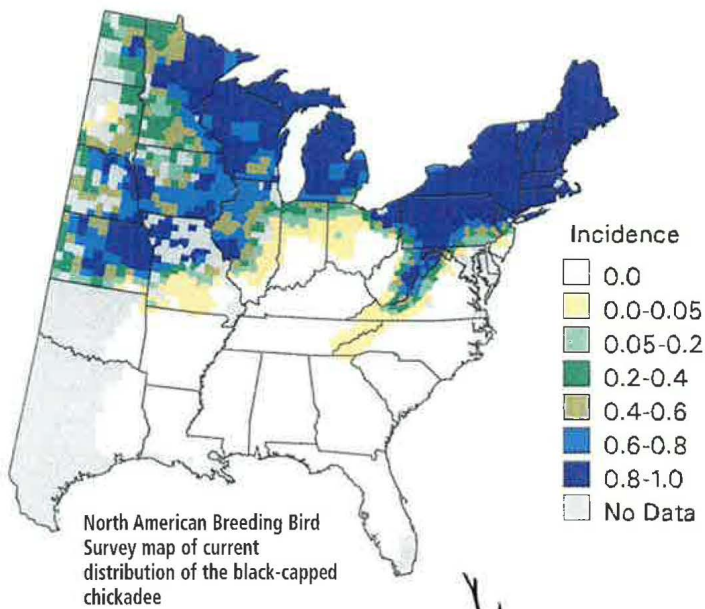 Incidence
0.0
0.0-0.05
0.05-0.2
0.2-0.4
0.4-0.6
0.6-0.8
0.8-1.0
No Data
North American Breeding Bird
Survey map of current
distribution of the black-capped
chickadee